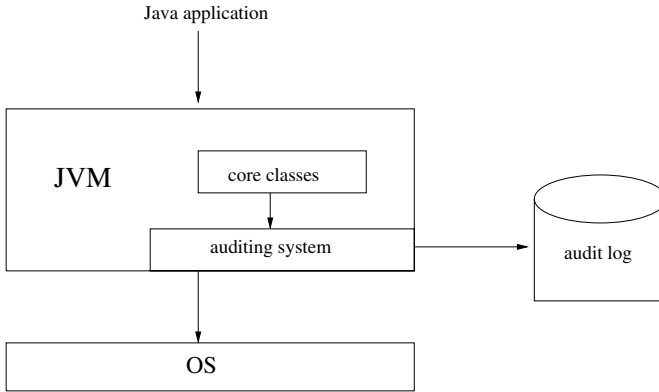 Java application
JVM
core classes
auditing system
audit log
OS